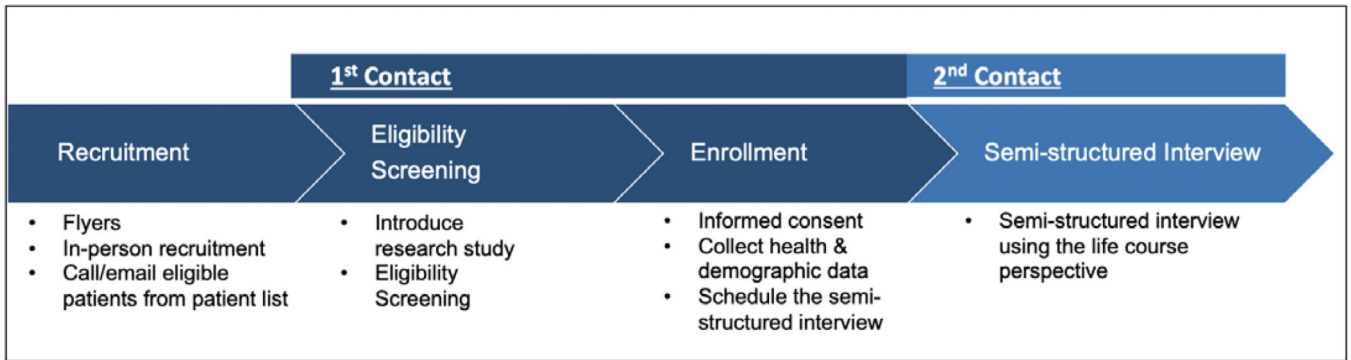 1st Contact
2nd Contact
Recruitment
Eligibility
Screening
Enrollment
Semi-structured Interview
• Flyers
• In-person recruitment
• Call/email eligible
patients from patient list
• Introduce
research study
• Eligibility
Screening
• Informed consent
• Collect health &
demographic data
• Schedule the semi-
structured interview
• Semi-structured interview
using the life course
perspective